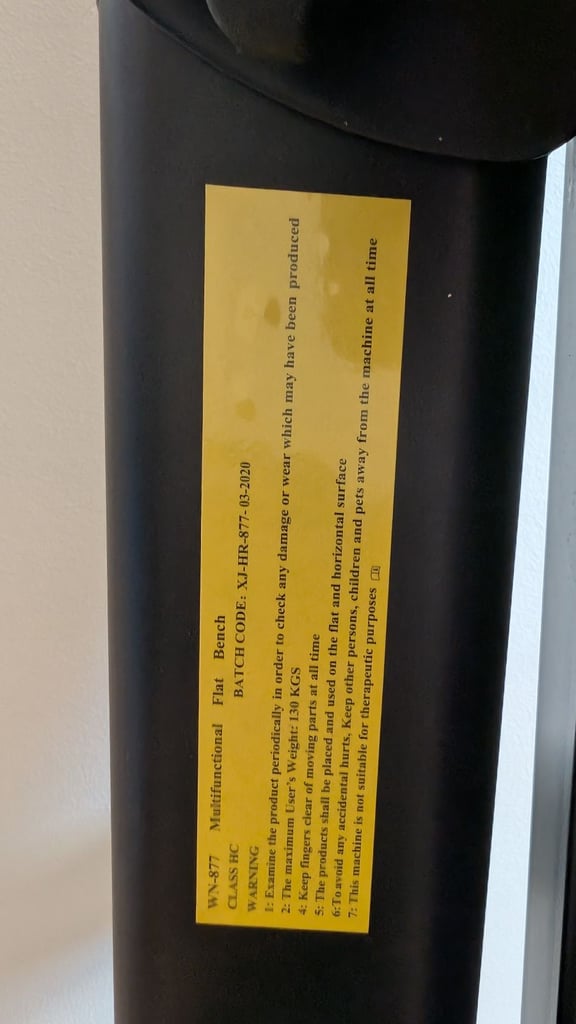 WN-877 Multifunctional Flat Bench
CLASS HC BATCH CODE: XJ-HR-877- 03-2020
WARNING
1: Examine the product periodically in order to check any damage or wear which may have been produced
2: The maximum User's Weight: 130 KGS
4: Keep fingers clear of moving parts at all time
5: The products shall be placed and used on the flat and horizontal surface
6:To avoid any accidental hurts, Keep other persons, children and pets away from the machine at all time
7: This machine is not suitable for therapeutic purposes